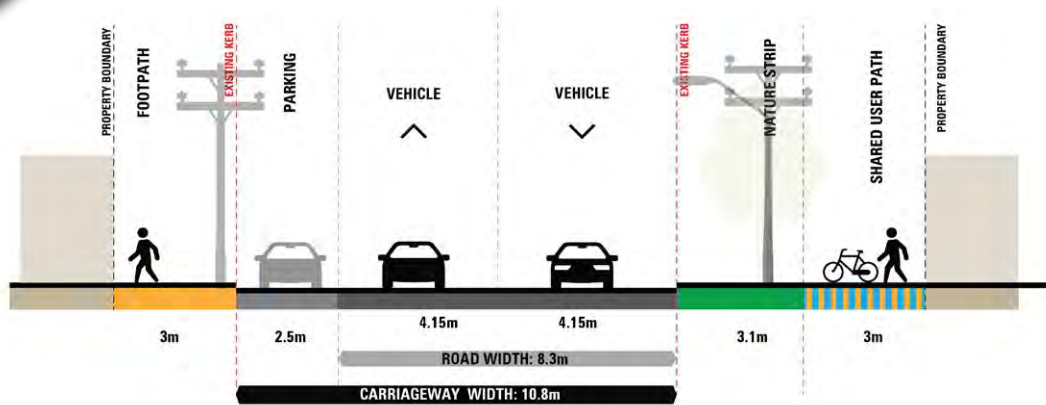 PROPERTY BOUNDARY
FOOTPATH
EXISTING KERB
PARKING
VEHICLE
VEHICLE
EXISTING KERB
NATURE STRIP
SHARED USER PATH
PROPERTY BOUNDARY
3m
2.5m
4.15m
4.15m
3.1m
3m
ROAD WIDTH: 8.3m
CARRIAGEWAY WIDTH: 10.8m